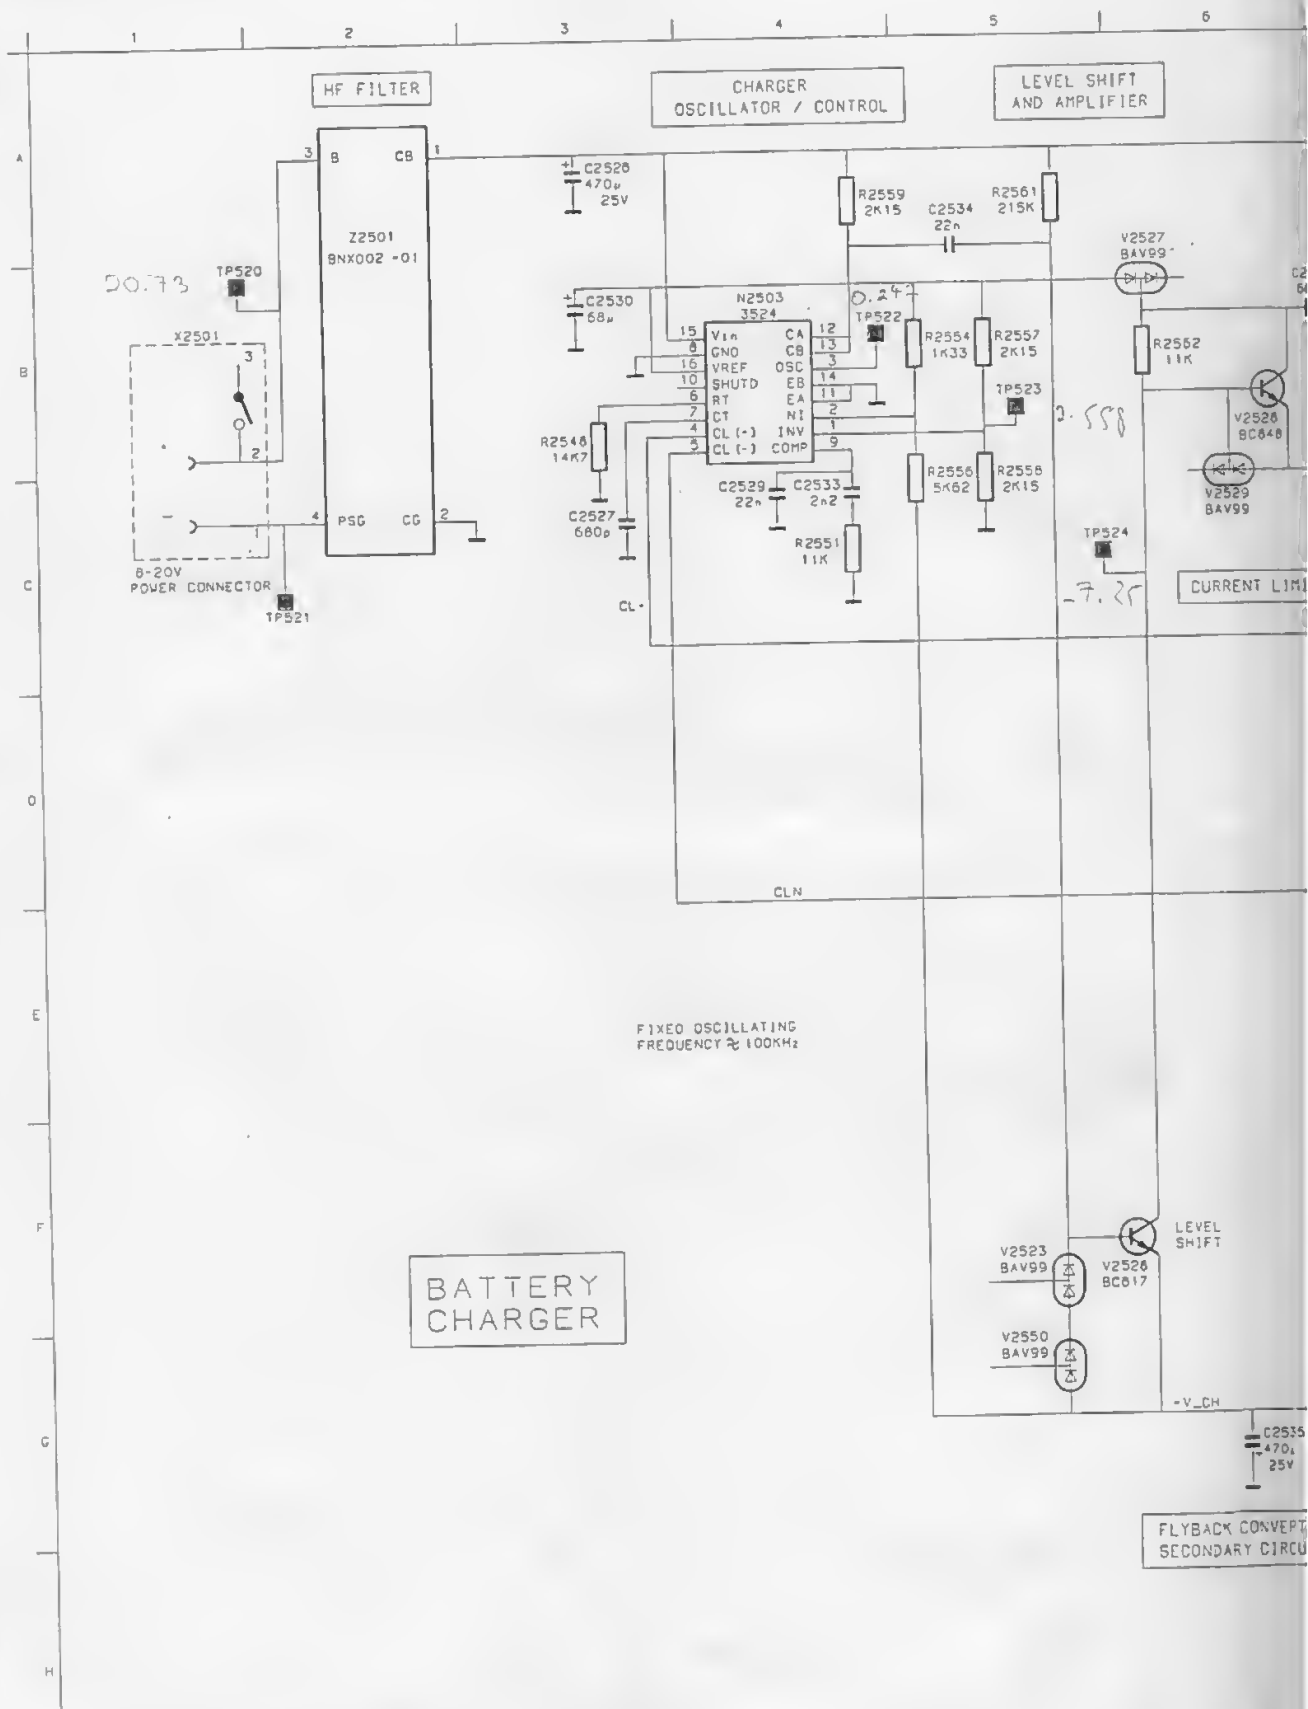 1 2 3 4 5 6
HF FILTER
CHARGER
OSCILLATOR / CONTROL
LEVEL SHIFT
AND AMPLIFIER
A
3 B CB 1
Z2501
BNX002 -01
4 PSG CG 2
C2528
470µ
25V
R2559
2K15
C2534
22n
R2561
215K
V2527
BAV99
TP520
20.73
X2501
3
2
1
-
8-20V
POWER CONNECTOR
TP521
B
C2530
68µ
N2503
3524
0.247
TP522
15 Vin CA 12
8 GND CB 13
16 VREF OSC 3
10 SHUTD EB 14
6 RT EA 11
7 CT NI 2
4 CL(-) INV 1
5 CL(-) COMP 9
R2554
1K33
R2557
2K15
TP523
2.558
R2562
11K
V2528
BC848
V2529
BAV99
R2548
14K7
C2527
680p
C2529
22n
C2533
2n2
R2551
11K
R2556
5K62
R2558
2K15
TP524
-7.25
CURRENT LIMI
C
CL-
D
CLN
E
FIXED OSCILLATING
FREQUENCY ≈ 100KHz
F
BATTERY
CHARGER
V2523
BAV99
V2526
BC817
LEVEL
SHIFT
V2550
BAV99
-V_CH
G
C2535
470µ
25V
FLYBACK CONVERT
SECONDARY CIRCU
H